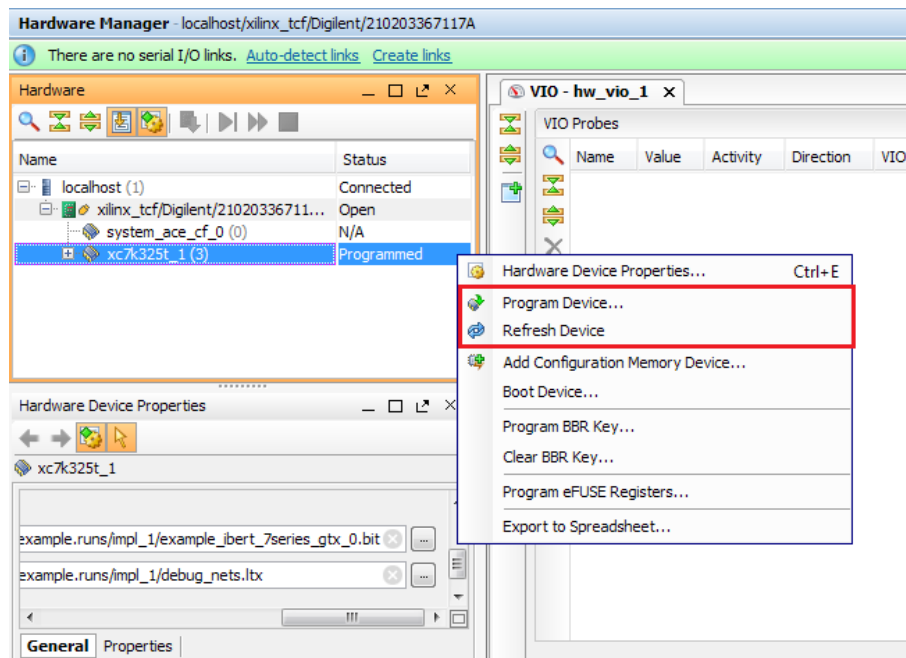 Hardware Manager - localhost/xilinx_tcf/Digilent/210203367117A
There are no serial I/O links. Auto-detect links Create links
Hardware
Name Status
localhost (1) Connected
xilinx_tcf/Digilent/21020336711... Open
system_ace_cf_0 (0) N/A
xc7k325t_1 (3) Programmed
VIO - hw_vio_1
VIO Probes
Name Value Activity Direction VIO
Hardware Device Properties... Ctrl+E
Program Device...
Refresh Device
Add Configuration Memory Device...
Boot Device...
Program BBR Key...
Clear BBR Key...
Program eFUSE Registers...
Export to Spreadsheet...
Hardware Device Properties
xc7k325t_1
example.runs/impl_1/example_ibert_7series_gtx_0.bit ...
example.runs/impl_1/debug_nets.ltx ...
General Properties